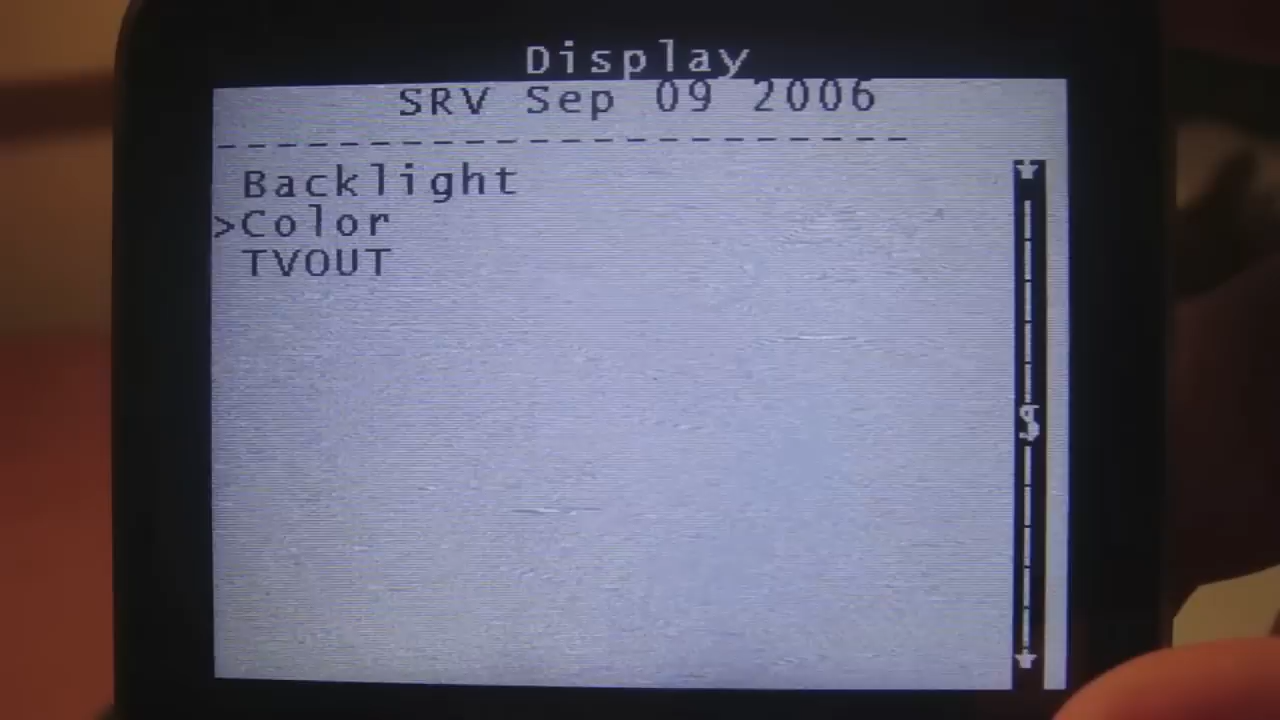 Display
SRV Sep 09 2006
----------------------
Backlight
>Color
TVOUT